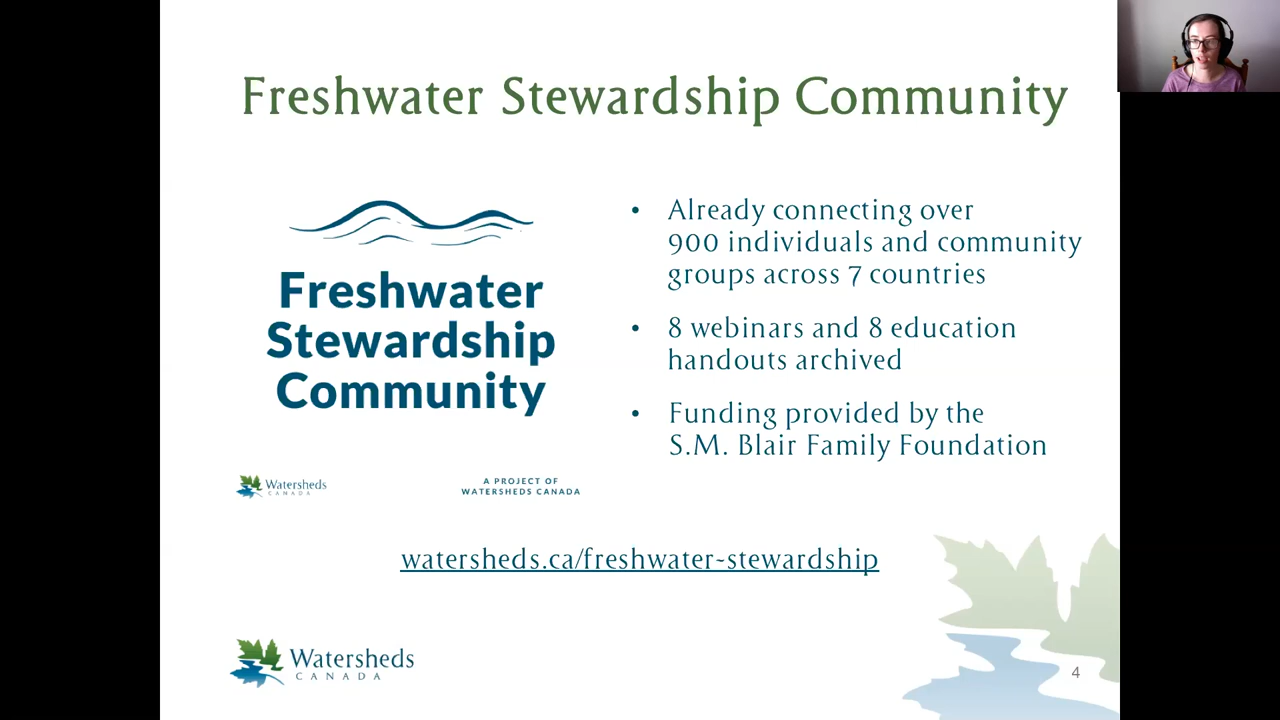 Freshwater Stewardship Community
Freshwater
Stewardship
Community
Watersheds
CANADA
A PROJECT OF
WATERSHEDS CANADA
• Already connecting over
900 individuals and community
groups across 7 countries
• 8 webinars and 8 education
handouts archived
• Funding provided by the
S.M. Blair Family Foundation
watersheds.ca/freshwater-stewardship
Watersheds
CANADA
4